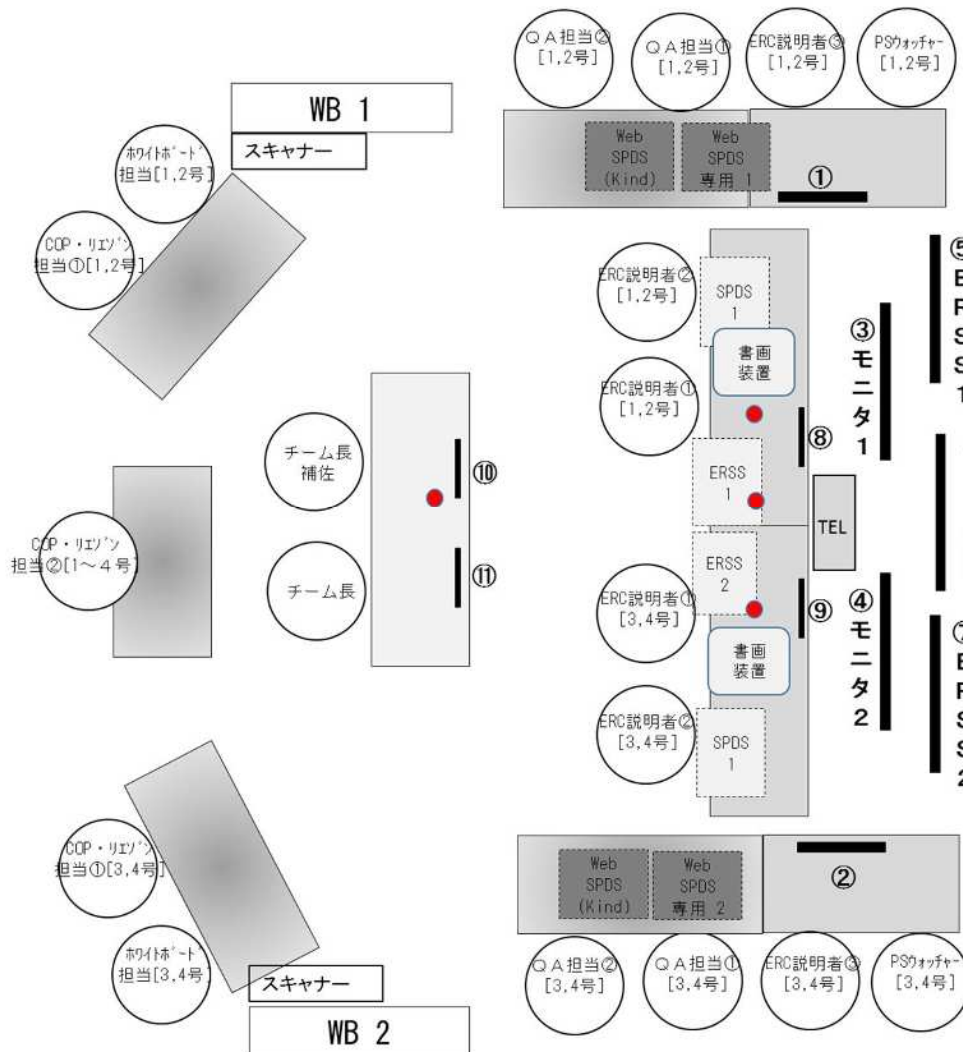 QA担当②
[1,2号]
QA担当①
[1,2号]
ERC説明者③
[1,2号]
PSウォッチャー
[1,2号]
WB 1
スキャナー
ホワイトボード
担当[1,2号]
COP・リエゾン
担当①[1,2号]
Web
SPDS
(Kind)
Web
SPDS
専用 1
①
ERC説明者②
[1,2号]
SPDS
1
書画
装置
ERC説明者①
[1,2号]
⑧
③モニタ1
⑤ERSS1
チーム長
補佐
⑩
ERSS
1
TEL
COP・リエゾン
担当②[1～4号]
チーム長
⑪
ERSS
2
ERC説明者①
[3,4号]
⑨
④モニタ2
書画
装置
ERC説明者②
[3,4号]
SPDS
1
⑦ERSS2
COP・リエゾン
担当①[3,4号]
ホワイトボード
担当[3,4号]
スキャナー
WB 2
Web
SPDS
(Kind)
Web
SPDS
専用 2
②
QA担当②
[3,4号]
QA担当①
[3,4号]
ERC説明者③
[3,4号]
PSウォッチャー
[3,4号]